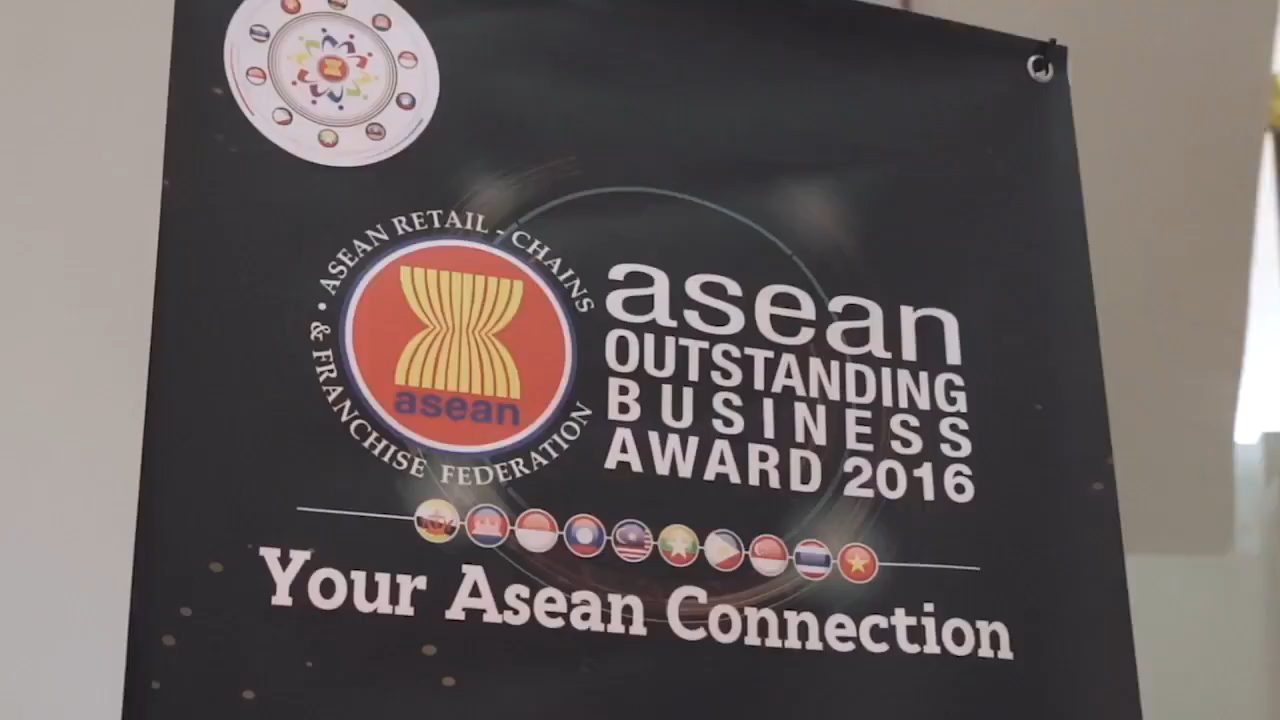 • ASEAN RETAIL - CHAINS
& FRANCHISE FEDERATION
asean
asean
OUTSTANDING
BUSINESS
AWARD 2016
Your Asean Connection